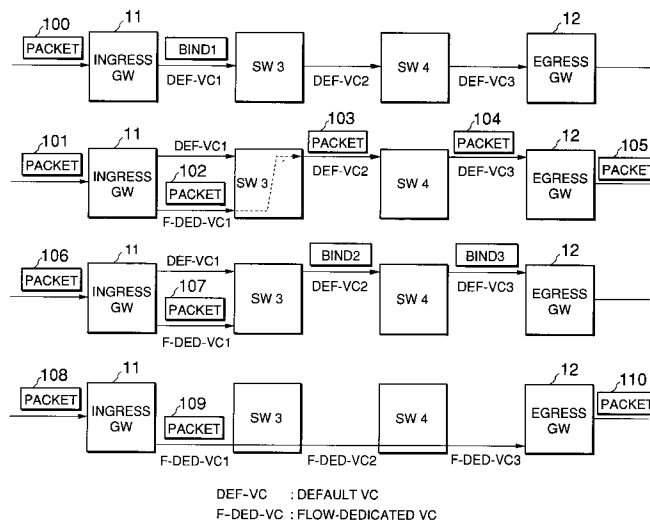 100 11 12
PACKET INGRESS GW BIND1 SW 3 SW 4 EGRESS GW
DEF-VC1 DEF-VC2 DEF-VC3
101 11 103 104 12
PACKET INGRESS GW DEF-VC1 PACKET PACKET EGRESS GW 105
102 SW 3 DEF-VC2 SW 4 DEF-VC3 PACKET
PACKET
F-DED-VC1
106 11 12
PACKET INGRESS GW DEF-VC1 SW 3 BIND2 SW 4 BIND3 EGRESS GW
107 DEF-VC2 DEF-VC3
PACKET
F-DED-VC1
108 11 12 110
PACKET INGRESS GW 109 SW 3 SW 4 EGRESS GW PACKET
PACKET
F-DED-VC1 F-DED-VC2 F-DED-VC3
DEF-VC : DEFAULT VC
F-DED-VC : FLOW-DEDICATED VC